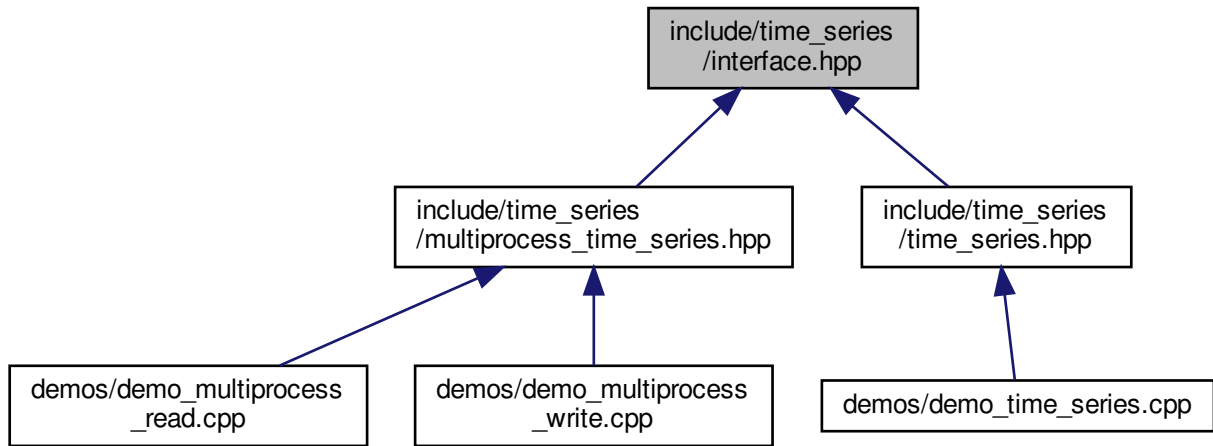 include/time_series
/interface.hpp
include/time_series
/multiprocess_time_series.hpp
include/time_series
/time_series.hpp
demos/demo_multiprocess
_read.cpp
demos/demo_multiprocess
_write.cpp
demos/demo_time_series.cpp